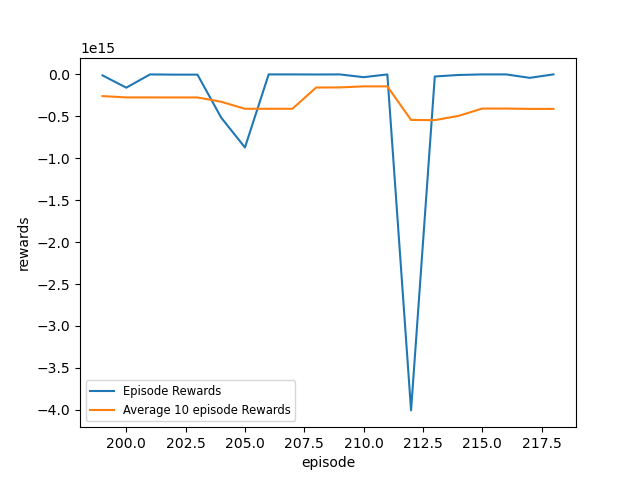 1e15
0.0
−0.5
−1.0
−1.5
−2.0
−2.5
−3.0
−3.5
−4.0
rewards
Episode Rewards
Average 10 episode Rewards
200.0 202.5 205.0 207.5 210.0 212.5 215.0 217.5
episode